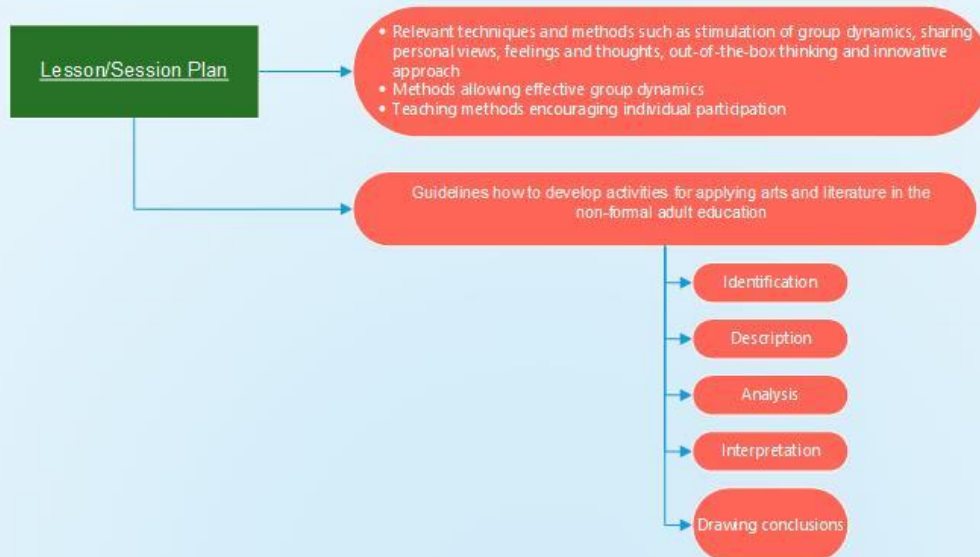 Lesson/Session Plan
• Relevant techniques and methods such as stimulation of group dynamics, sharing
personal views, feelings and thoughts, out-of-the-box thinking and innovative
approach
• Methods allowing effective group dynamics
• Teaching methods encouraging individual participation
Guidelines how to develop activities for applying arts and literature in the
non-formal adult education
Identification
Description
Analysis
Interpretation
Drawing conclusions